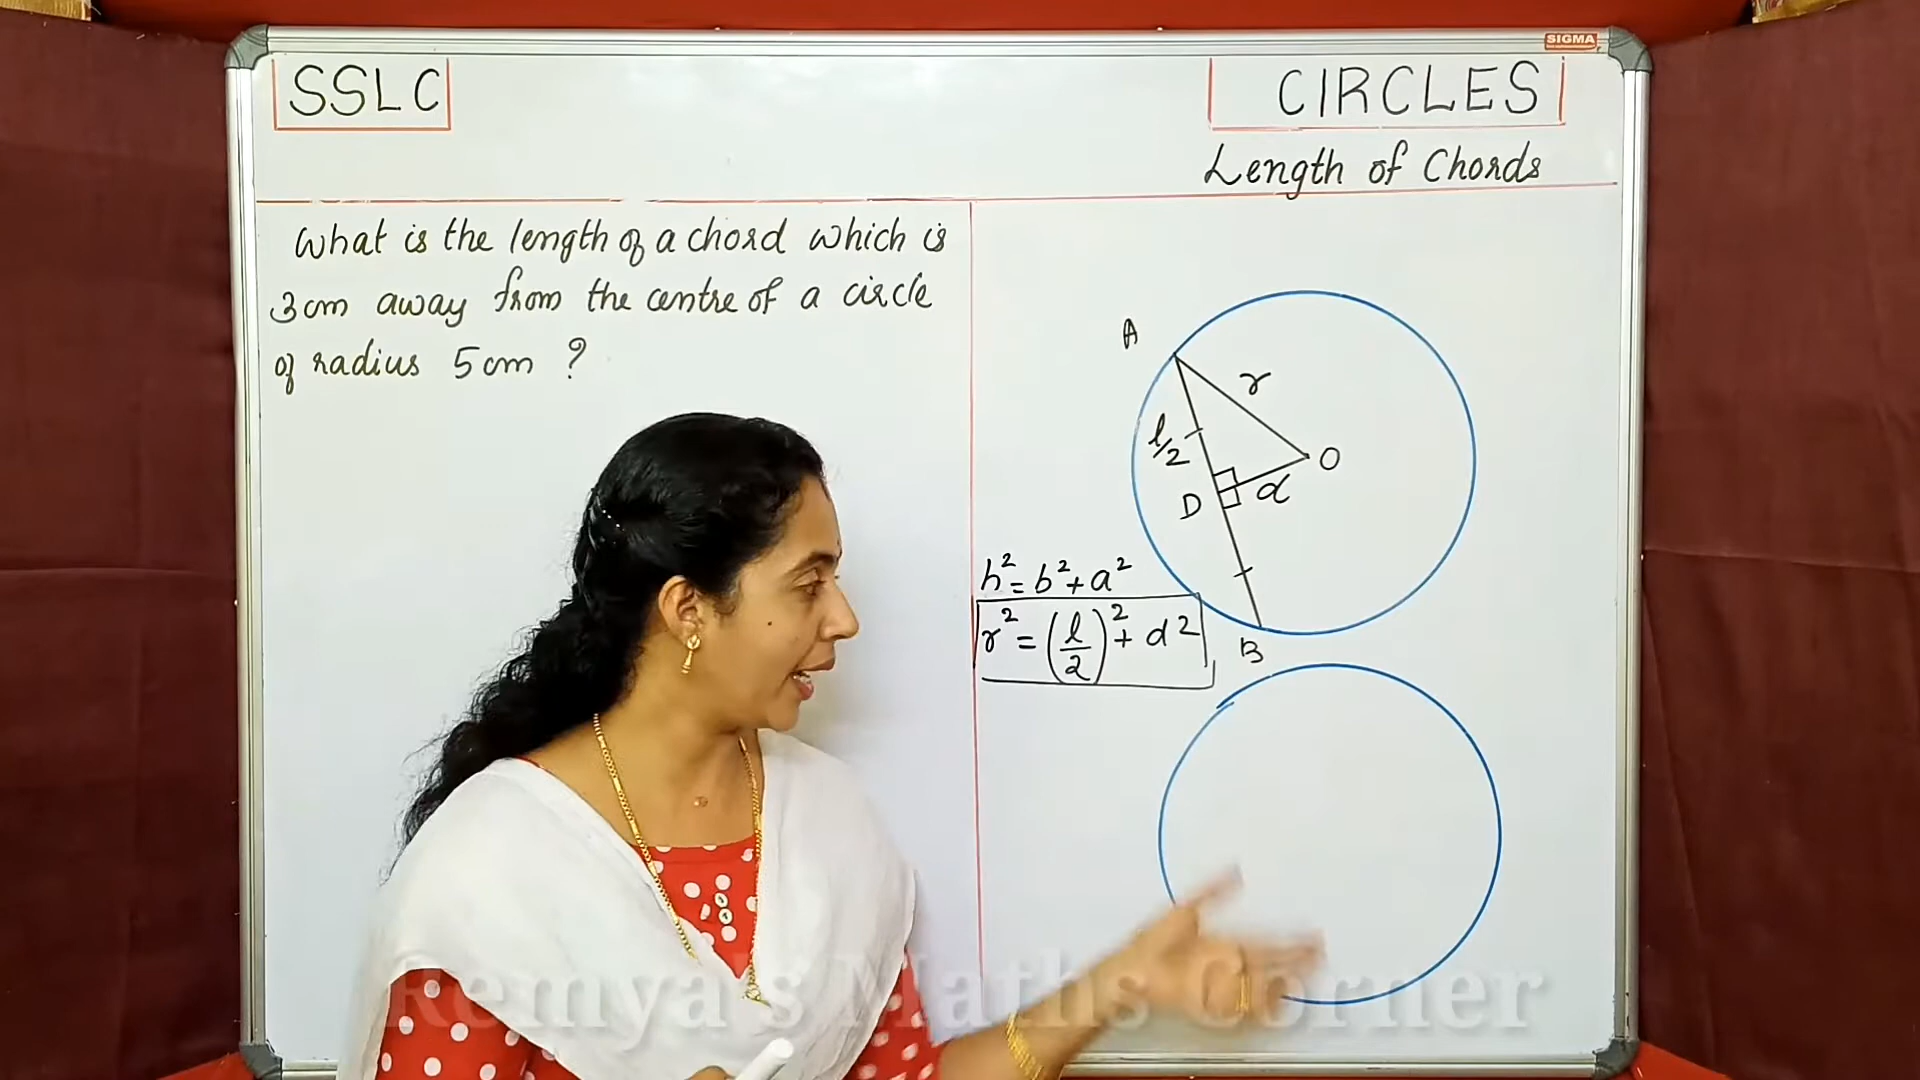 SIGMA
SSLC
CIRCLES
Length of Chords
What is the length of a chord which is
3cm away from the centre of a circle
of radius 5cm ?
A
r
l/2
O
D
d
h²=b²+a²
r²=(l/2)²+d²
B
Remya's Maths Corner